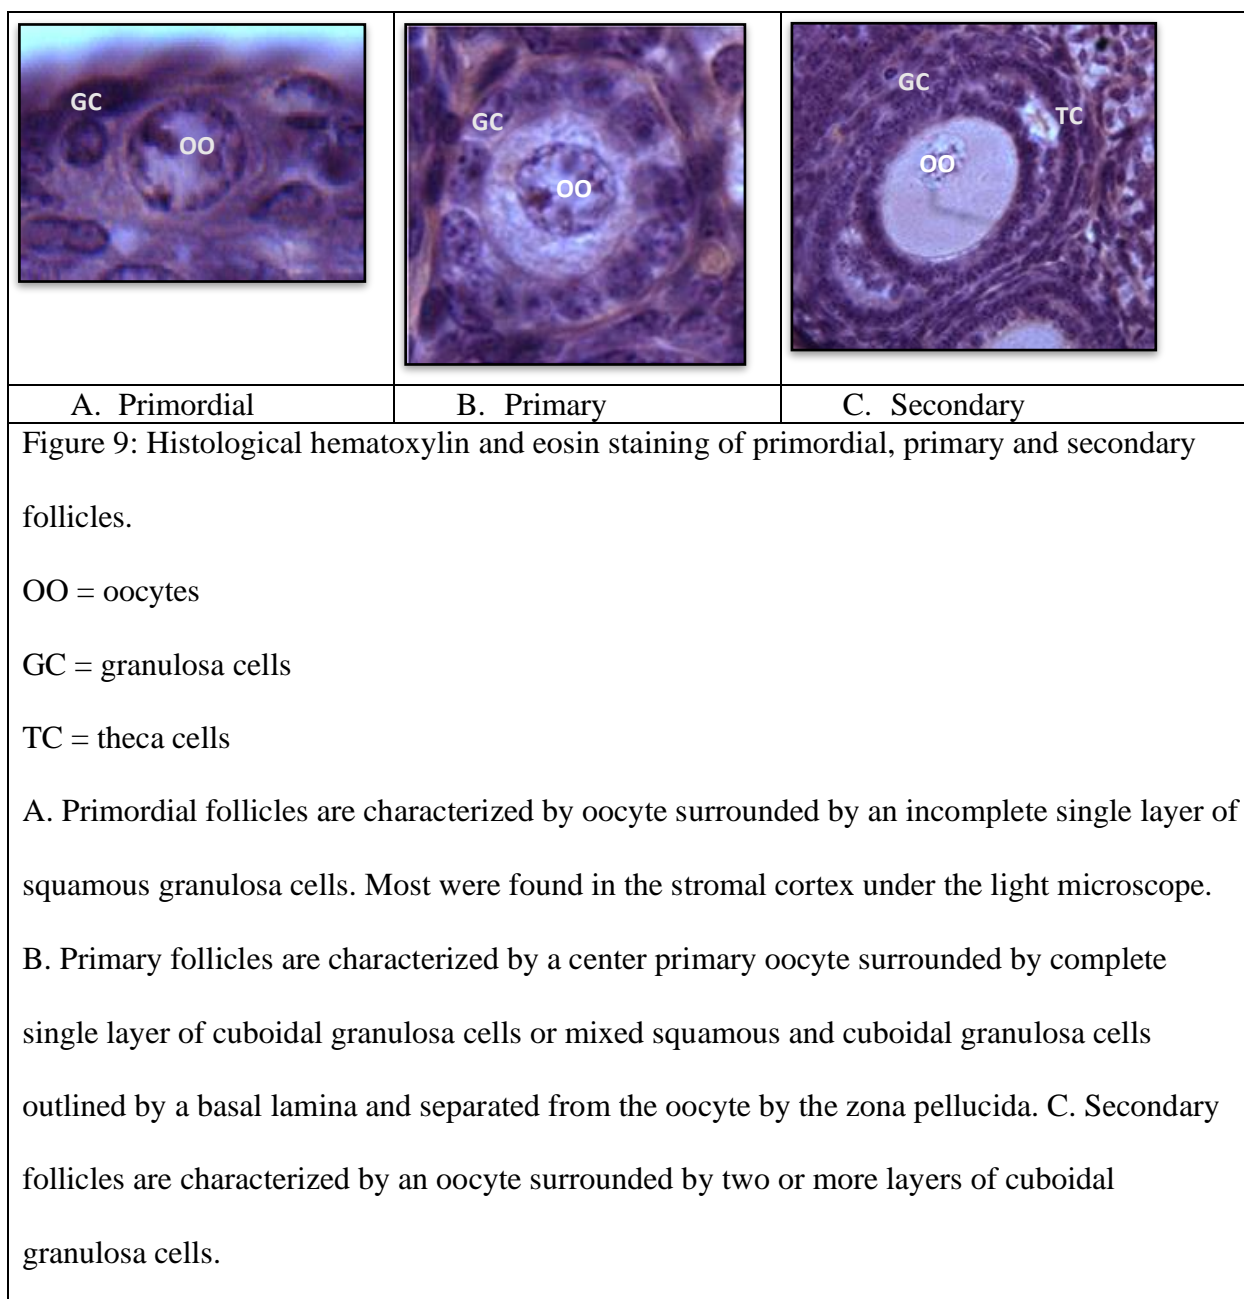 GC
OO
GC
OO
GC
TC
OO
A. Primordial
B. Primary
C. Secondary
Figure 9: Histological hematoxylin and eosin staining of primordial, primary and secondary
follicles.
OO = oocytes
GC = granulosa cells
TC = theca cells
A. Primordial follicles are characterized by oocyte surrounded by an incomplete single layer of
squamous granulosa cells. Most were found in the stromal cortex under the light microscope.
B. Primary follicles are characterized by a center primary oocyte surrounded by complete
single layer of cuboidal granulosa cells or mixed squamous and cuboidal granulosa cells
outlined by a basal lamina and separated from the oocyte by the zona pellucida. C. Secondary
follicles are characterized by an oocyte surrounded by two or more layers of cuboidal
granulosa cells.